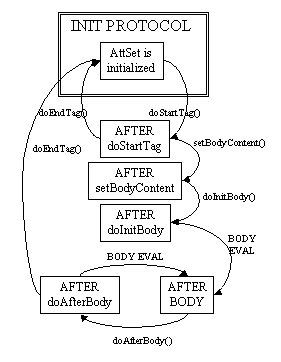 INIT PROTOCOL
AttSet is
initialized
doEndTag()
doStartTag()
AFTER
doStartTag
doEndTag()
setBodyContent()
AFTER
setBodyContent
doInitBody()
AFTER
doInitBody
BODY
EVAL
BODY EVAL
AFTER
doAfterBody
AFTER
BODY
doAfterBody()